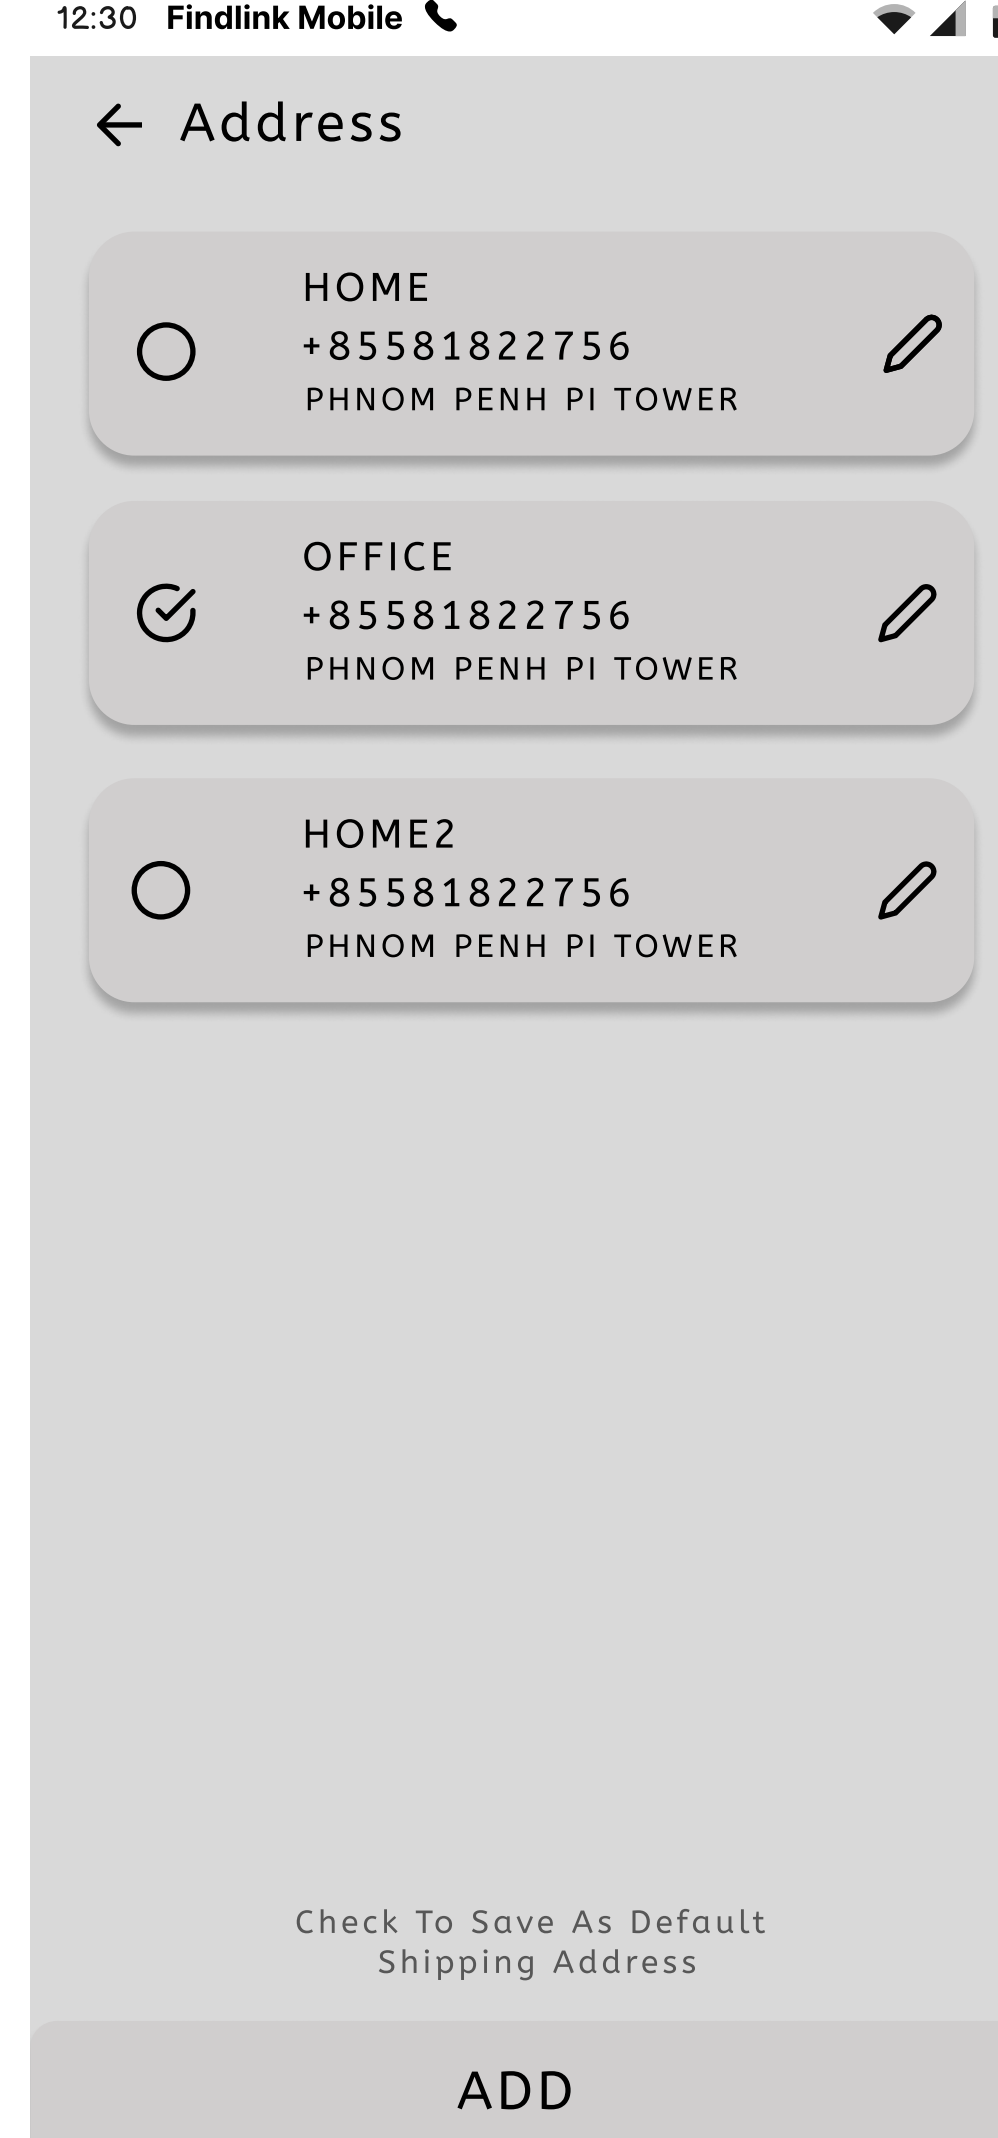 12:30 Findlink Mobile
Address
HOME
+85581822756
PHNOM PENH PI TOWER
OFFICE
+85581822756
PHNOM PENH PI TOWER
HOME2
+85581822756
PHNOM PENH PI TOWER
Check To Save As Default
Shipping Address
ADD